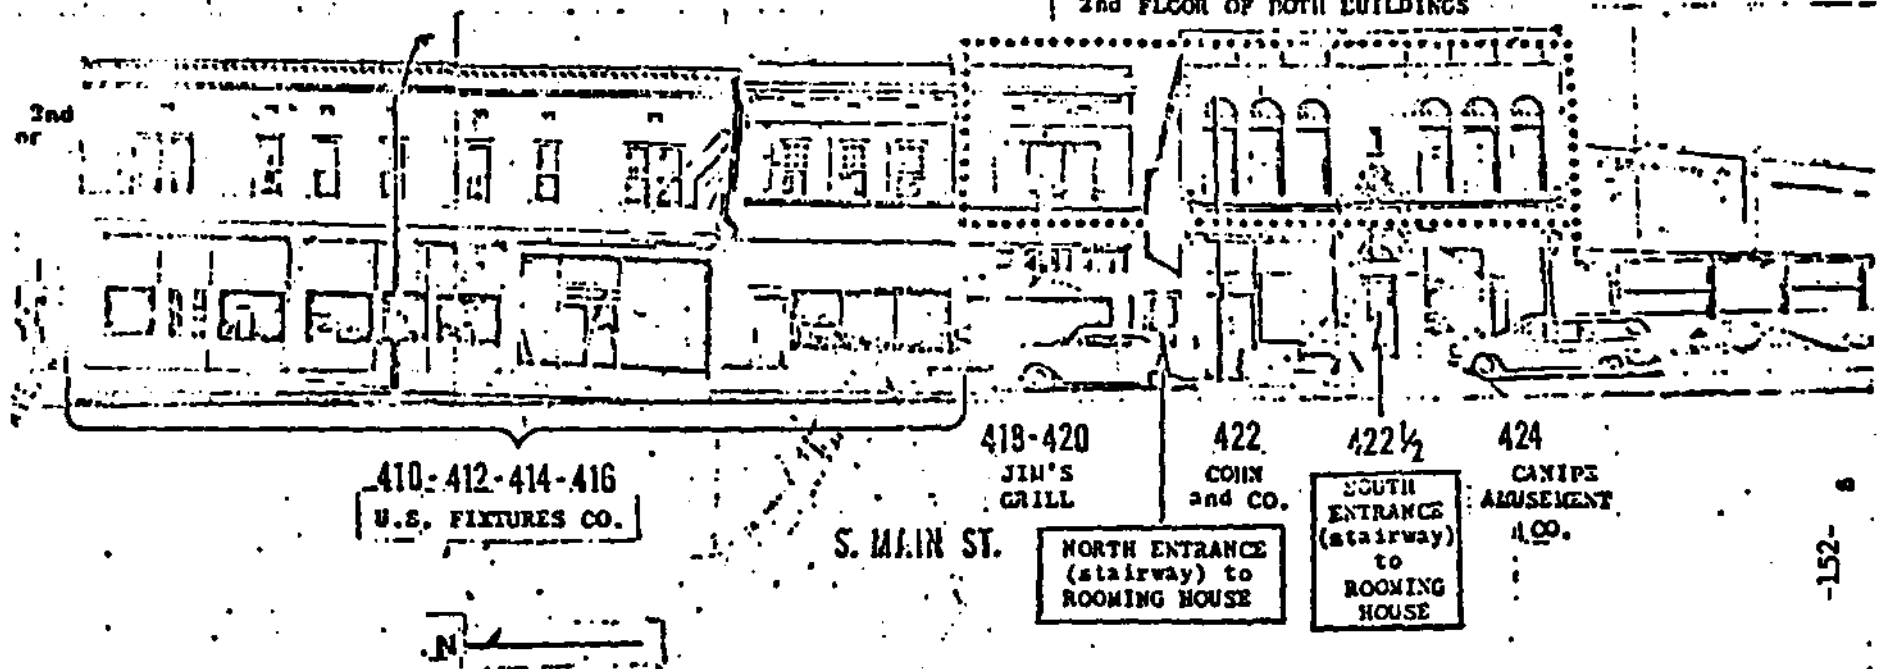 2nd FLOOR OF BOTH BUILDINGS
2nd
or
410-412-414-416
U.S. FIXTURES CO.
418-420
JIM'S
GRILL
422
COHN
and CO.
422½
SOUTH
ENTRANCE
(stairway)
to
ROOMING
HOUSE
424
CANIPE
AMUSEMENT
CO.
S. MAIN ST.
NORTH ENTRANCE
(stairway) to
ROOMING HOUSE
-152-
N